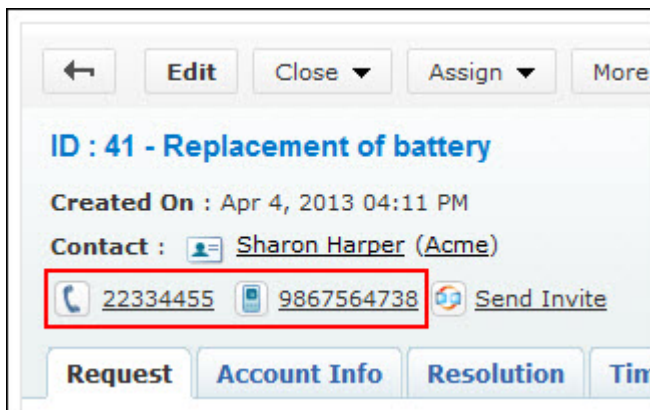 Edit Close Assign More
ID : 41 - Replacement of battery
Created On : Apr 4, 2013 04:11 PM
Contact : Sharon Harper (Acme)
22334455 9867564738 Send Invite
Request Account Info Resolution